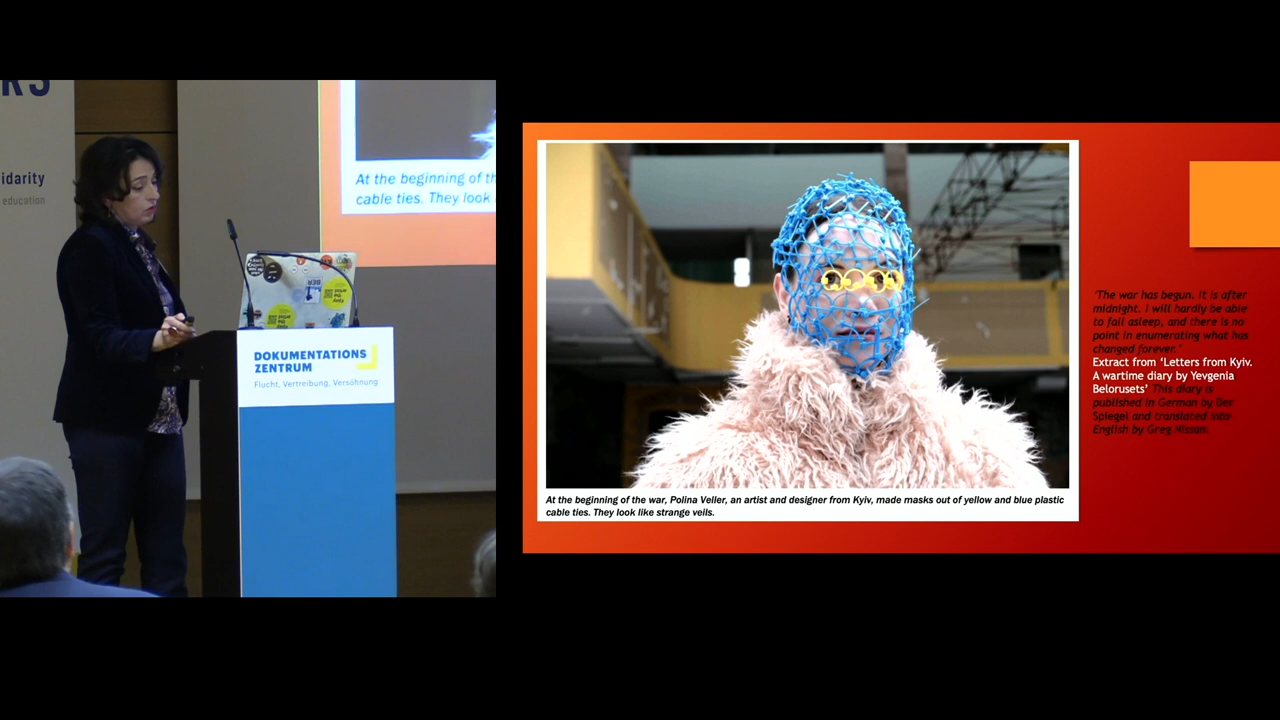 RS
idarity
education
At the beginning of th
cable ties. They look
BER
DOKUMENTATIONS
ZENTRUM
Flucht, Vertreibung, Versöhnung
At the beginning of the war, Polina Veller, an artist and designer from Kyiv, made masks out of yellow and blue plastic
cable ties. They look like strange veils.
'The war has begun. It is after
midnight. I will hardly be able
to fall asleep, and there is no
point in enumerating what has
changed forever.'
Extract from 'Letters from Kyiv.
A wartime diary by Yevgenia
Belorusets' This diary is
published in German by Der
Spiegel and translated into
English by Greg Nissan.